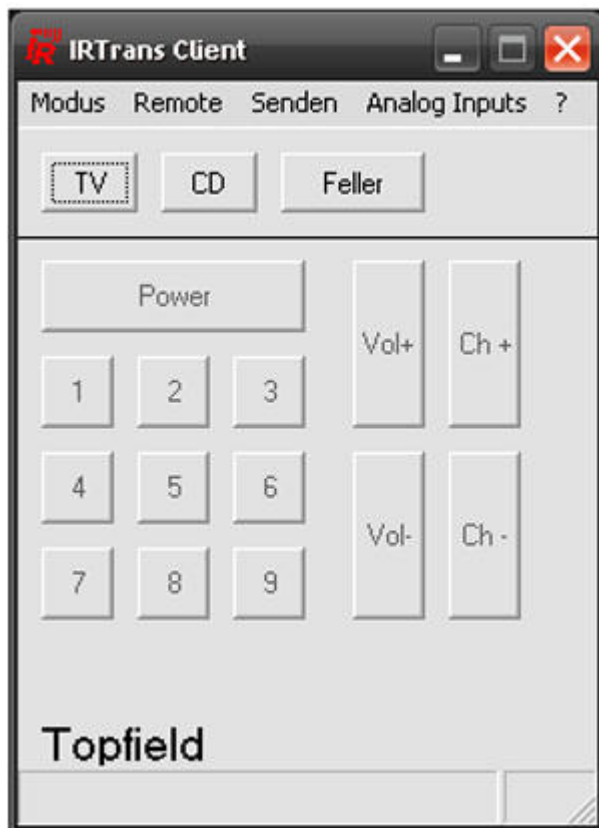 IR IRTrans Client
Modus Remote Senden Analog Inputs ?
TV CD Feller
Power Vol+ Ch +
1 2 3
4 5 6 Vol- Ch -
7 8 9
Topfield